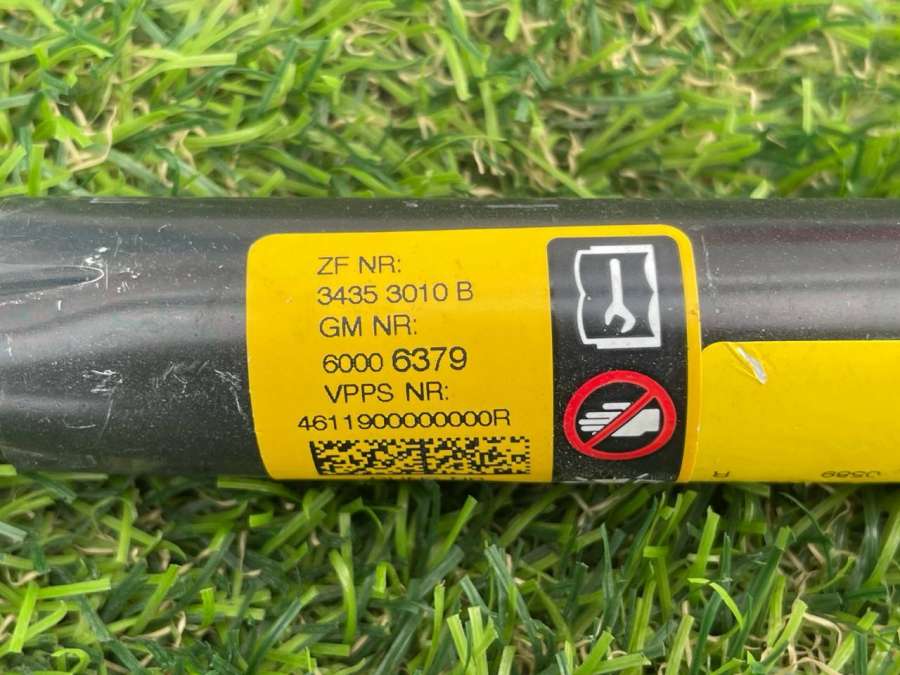 ZF NR:
3435 3010 B
GM NR:
6000 6379
VPPS NR:
4611900000000R